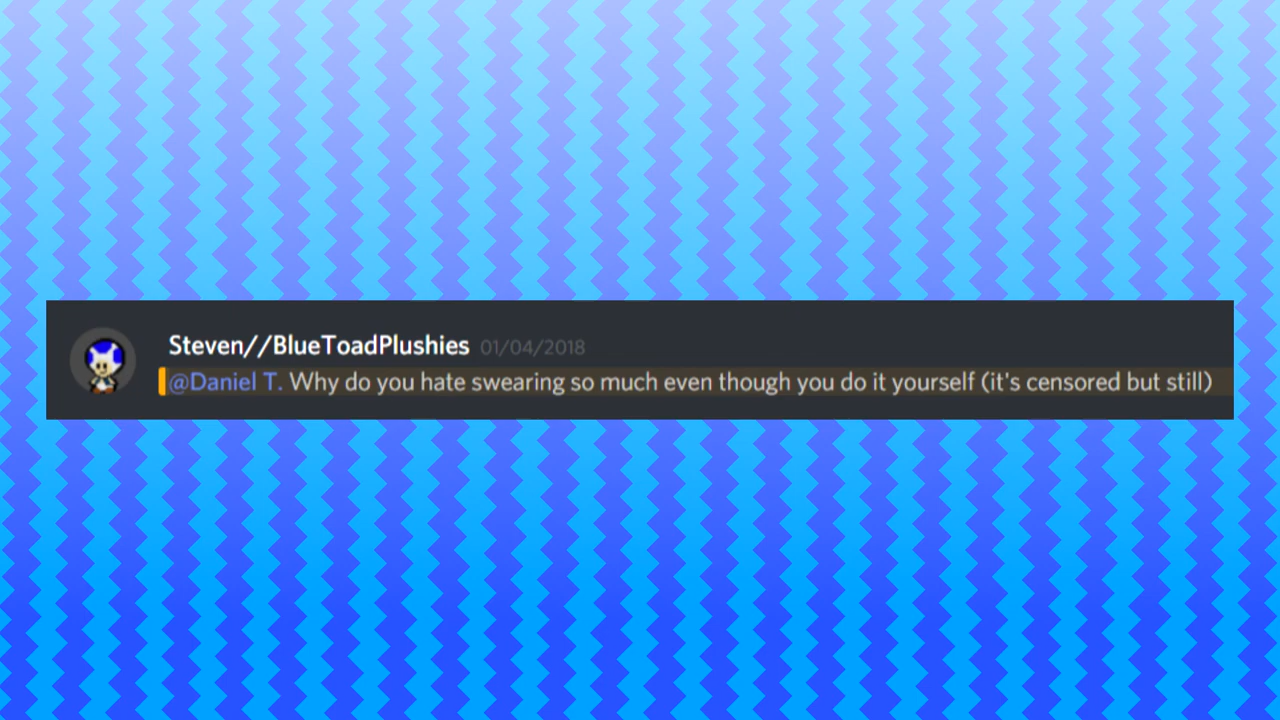 Steven//BlueToadPlushies 01/04/2018
@Daniel T. Why do you hate swearing so much even though you do it yourself (it's censored but still)